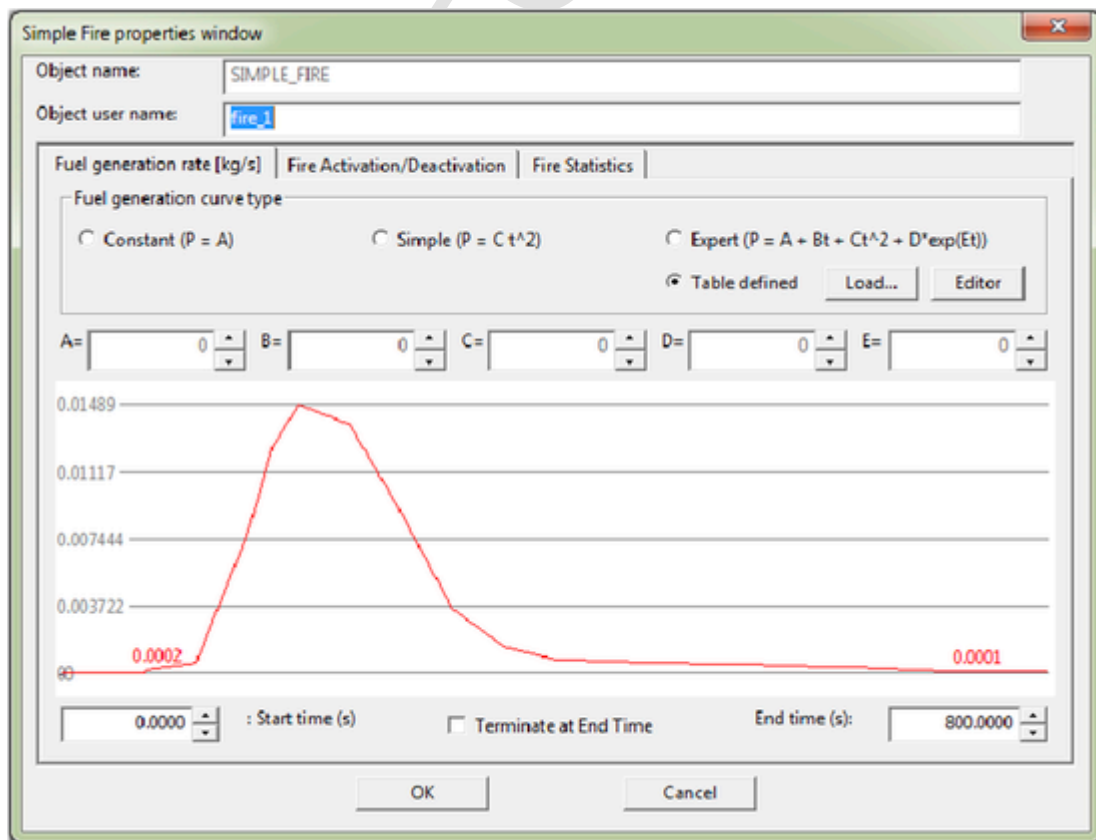 Simple Fire properties window
Object name: SIMPLE_FIRE
Object user name: fire_1
Fuel generation rate [kg/s] Fire Activation/Deactivation Fire Statistics
Fuel generation curve type
Constant (P = A) Simple (P = C t^2) Expert (P = A + Bt + Ct^2 + D*exp(Et))
Table defined Load... Editor
A= 0 B= 0 C= 0 D= 0 E= 0
0.01489
0.01117
0.007444
0.003722
0.0002 0.0001
0.0000 : Start time (s) Terminate at End Time End time (s): 800.0000
OK Cancel